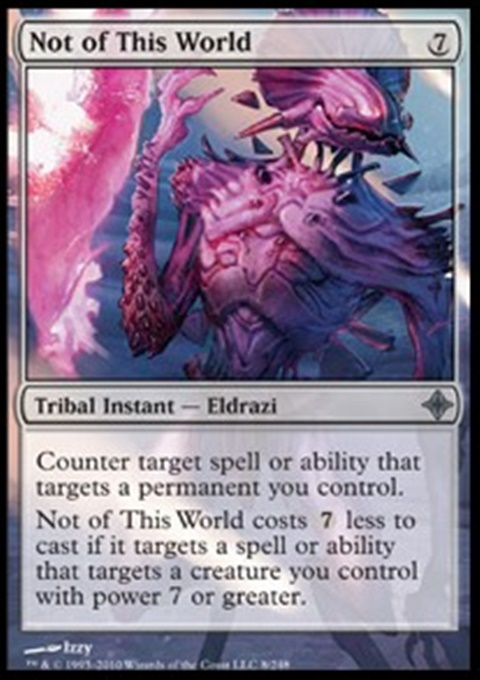 Not of This World 7
Tribal Instant — Eldrazi
Counter target spell or ability that
targets a permanent you control.
Not of This World costs 7 less to
cast if it targets a spell or ability
that targets a creature you control
with power 7 or greater.
Izzy
™ & © 1993-2010 Wizards of the Coast LLC 8/248